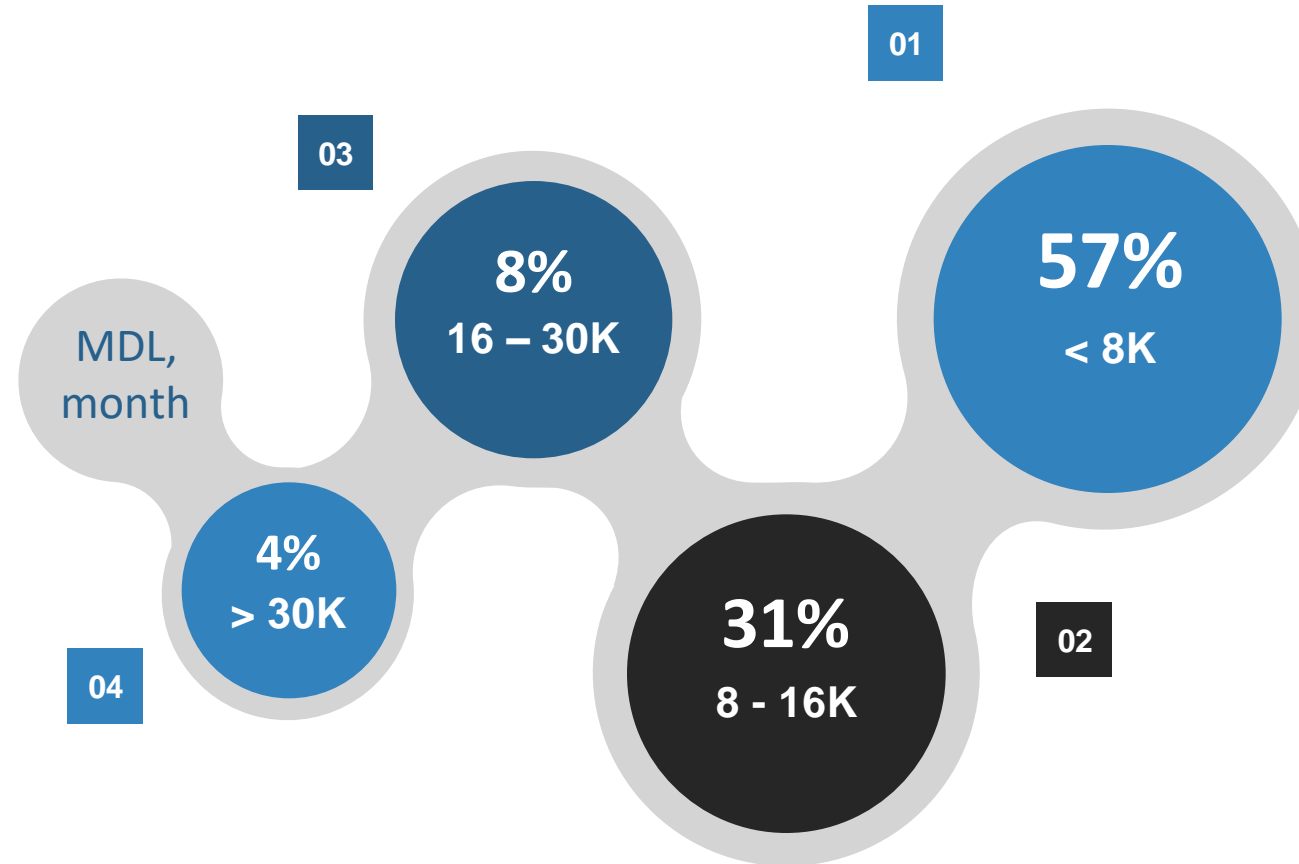 01
03
57%
< 8K
8%
16 – 30K
MDL,
month
4%
> 30K
31%
8 - 16K
02
04